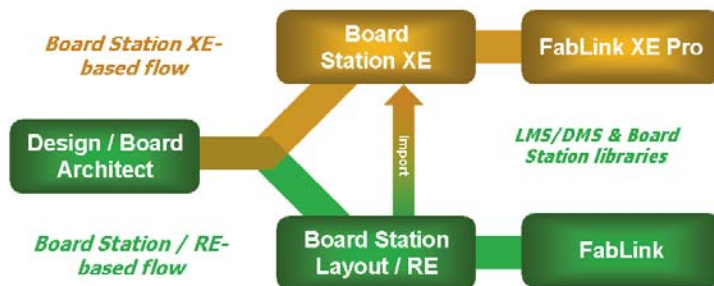 Board Station XE-
based flow
Board
Station XE
FabLink XE Pro
Design / Board
Architect
Import
LMS/DMS & Board
Station libraries
Board Station / RE-
based flow
Board Station
Layout / RE
FabLink